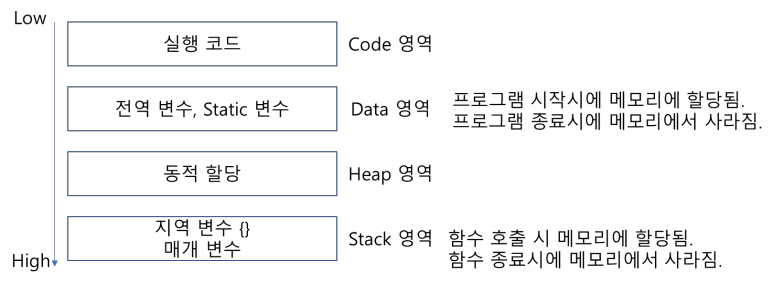 Low
실행 코드
Code 영역
전역 변수, Static 변수
Data 영역
프로그램 시작시에 메모리에 할당됨.
프로그램 종료시에 메모리에서 사라짐.
동적 할당
Heap 영역
지역 변수 {}
매개 변수
Stack 영역
함수 호출 시 메모리에 할당됨.
함수 종료시에 메모리에서 사라짐.
High